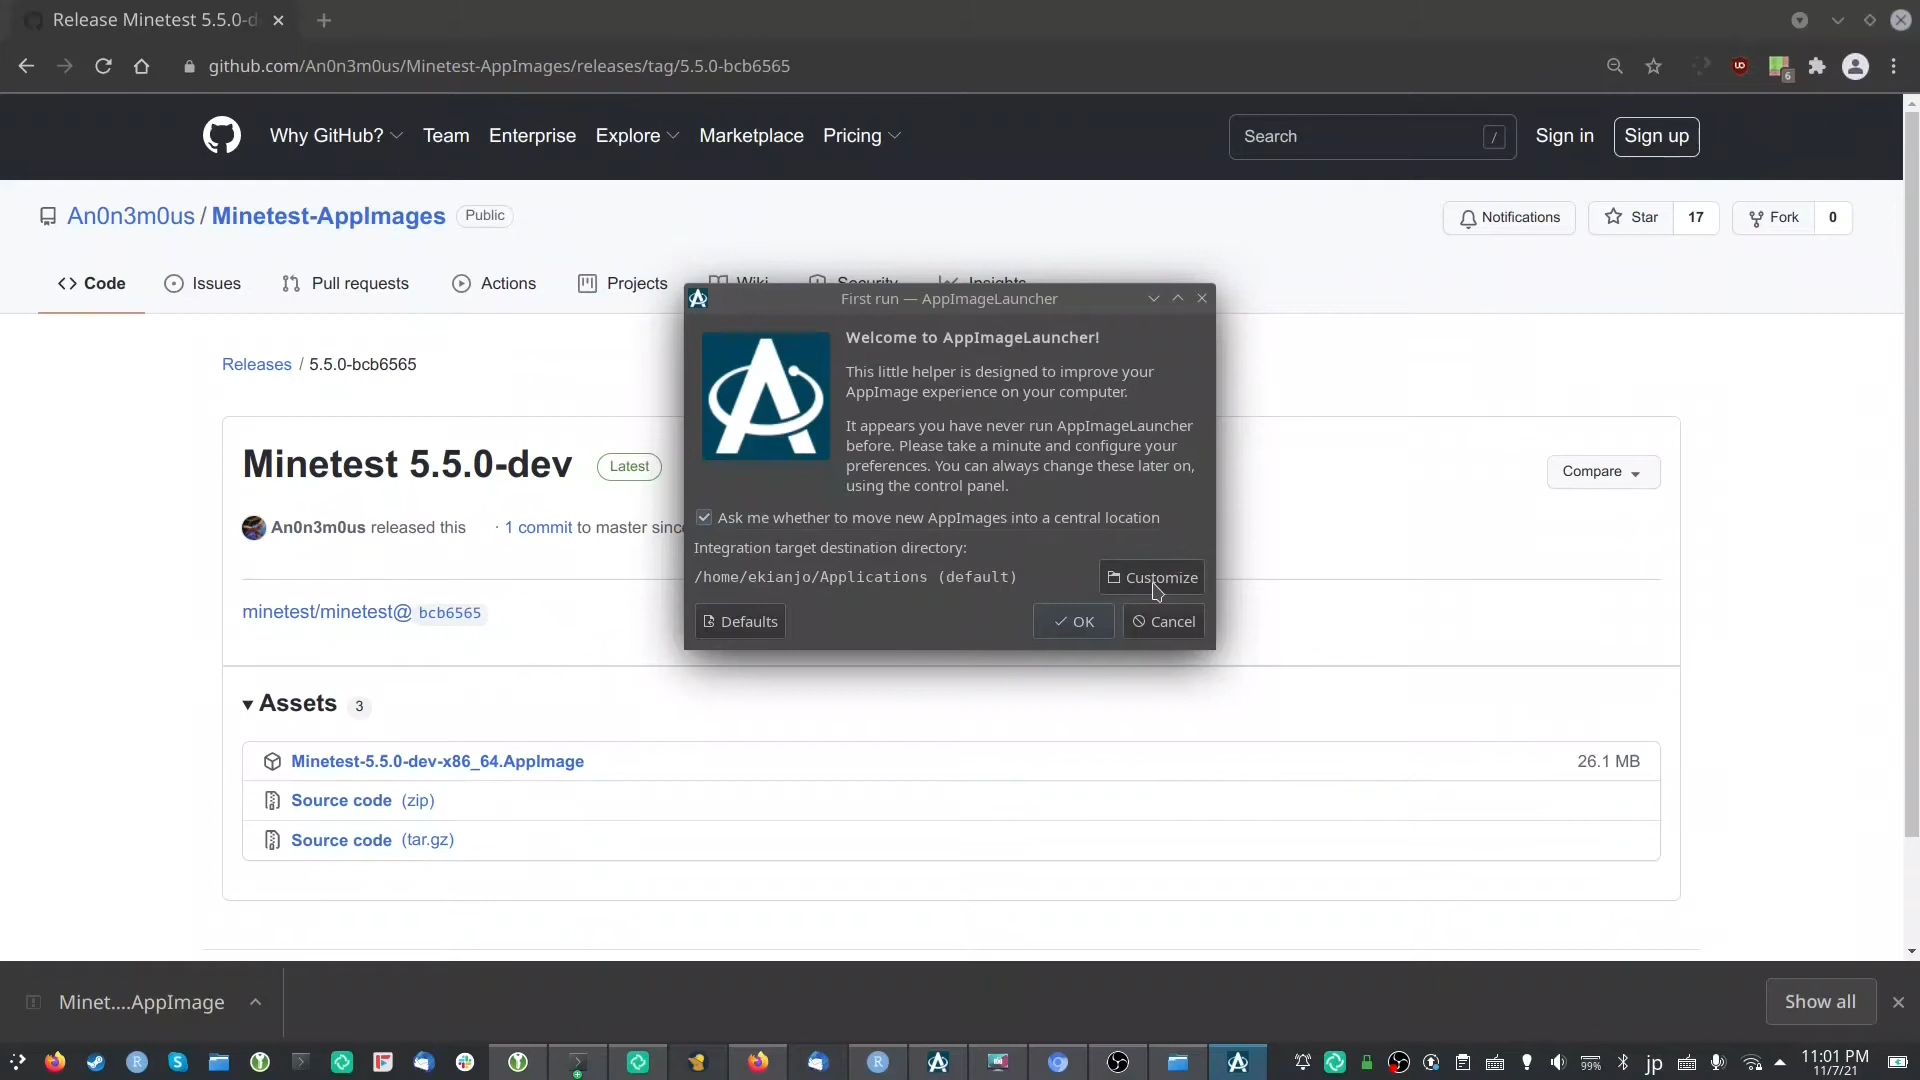 Release Minetest 5.5.0-d
github.com/An0n3m0us/Minetest-AppImages/releases/tag/5.5.0-bcb6565
6
Why GitHub? Team Enterprise Explore Marketplace Pricing
Search /
Sign in
Sign up
An0n3m0us / Minetest-AppImages Public
Notifications
Star 17
Fork 0
Code
Issues
Pull requests
Actions
Projects
Wiki
Security
Insights
Releases / 5.5.0-bcb6565
Minetest 5.5.0-dev Latest
Compare
An0n3m0us released this · 1 commit to master since
minetest/minetest@ bcb6565
First run — AppImageLauncher
Welcome to AppImageLauncher!
This little helper is designed to improve your
AppImage experience on your computer.
It appears you have never run AppImageLauncher
before. Please take a minute and configure your
preferences. You can always change these later on,
using the control panel.
Ask me whether to move new AppImages into a central location
Integration target destination directory:
/home/ekianjo/Applications (default)
Customize
Defaults
OK
Cancel
Assets 3
Minetest-5.5.0-dev-x86_64.AppImage 26.1 MB
Source code (zip)
Source code (tar.gz)
Minet....AppImage
Show all
99%
jp
11:01 PM
11/7/21